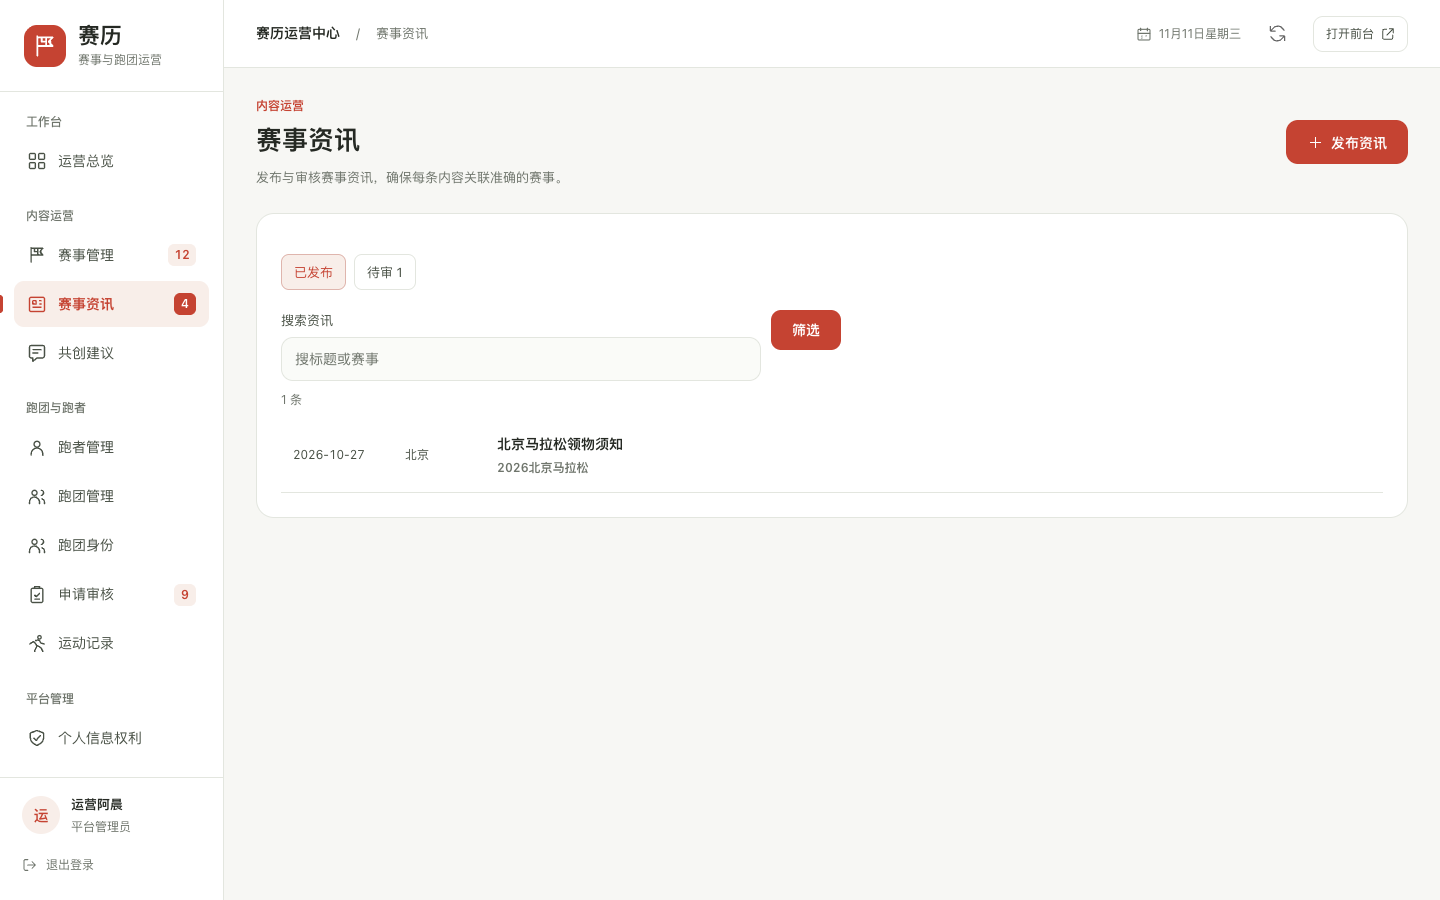 赛历
赛事与跑团运营
工作台
运营总览
内容运营
赛事管理 12
赛事资讯 4
共创建议
跑团与跑者
跑者管理
跑团管理
跑团身份
申请审核 9
运动记录
平台管理
个人信息权利
运
运营阿晨
平台管理员
退出登录
赛历运营中心 / 赛事资讯
11月11日星期三
打开前台
内容运营
赛事资讯
发布与审核赛事资讯，确保每条内容关联准确的赛事。
发布资讯
已发布
待审 1
搜索资讯
搜标题或赛事
筛选
1 条
2026-10-27
北京
北京马拉松领物须知
2026北京马拉松